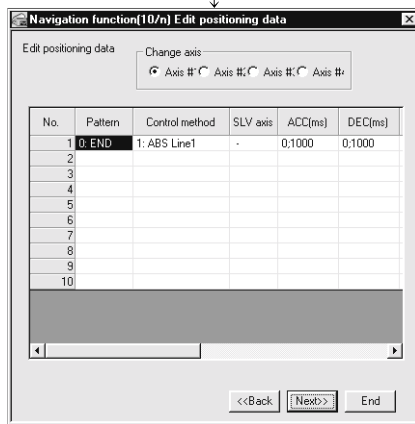 Navigation function(10/n) Edit positioning data
Edit positioning data
Change axis
Axis #1 Axis #2 Axis #3 Axis #4
No. Pattern Control method SLV axis ACC(ms) DEC(ms)
1 0: END 1: ABS Line1 - 0;1000 0;1000
2
3
4
5
6
7
8
9
10
<<Back Next>> End